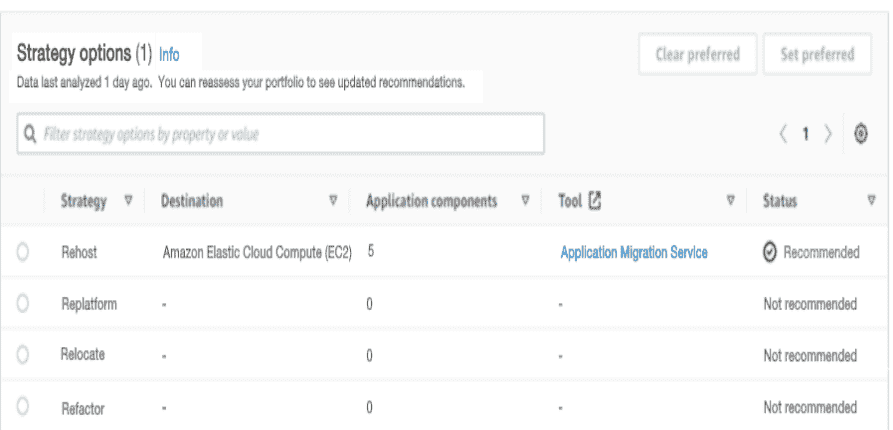 Strategy options (1) Info
Clear preferred
Set preferred
Data last analyzed 1 day ago. You can reassess your portfolio to see updated recommendations.
Filter strategy options by property or value
1
Strategy Destination Application components Tool Status
Rehost Amazon Elastic Cloud Compute (EC2) 5 Application Migration Service Recommended
Replatform - 0 - Not recommended
Relocate - 0 - Not recommended
Refactor - 0 - Not recommended